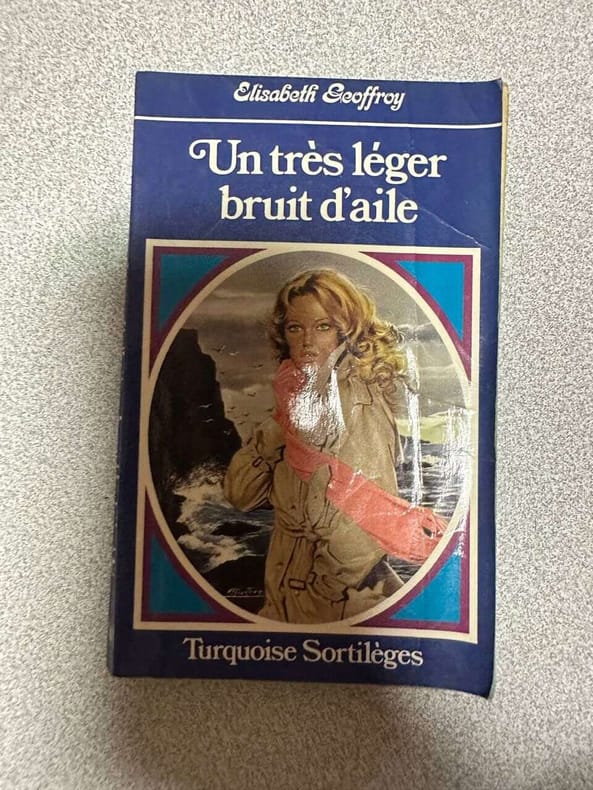 Elisabeth Geoffroy
Un très léger
bruit d'aile
Turquoise Sortilèges